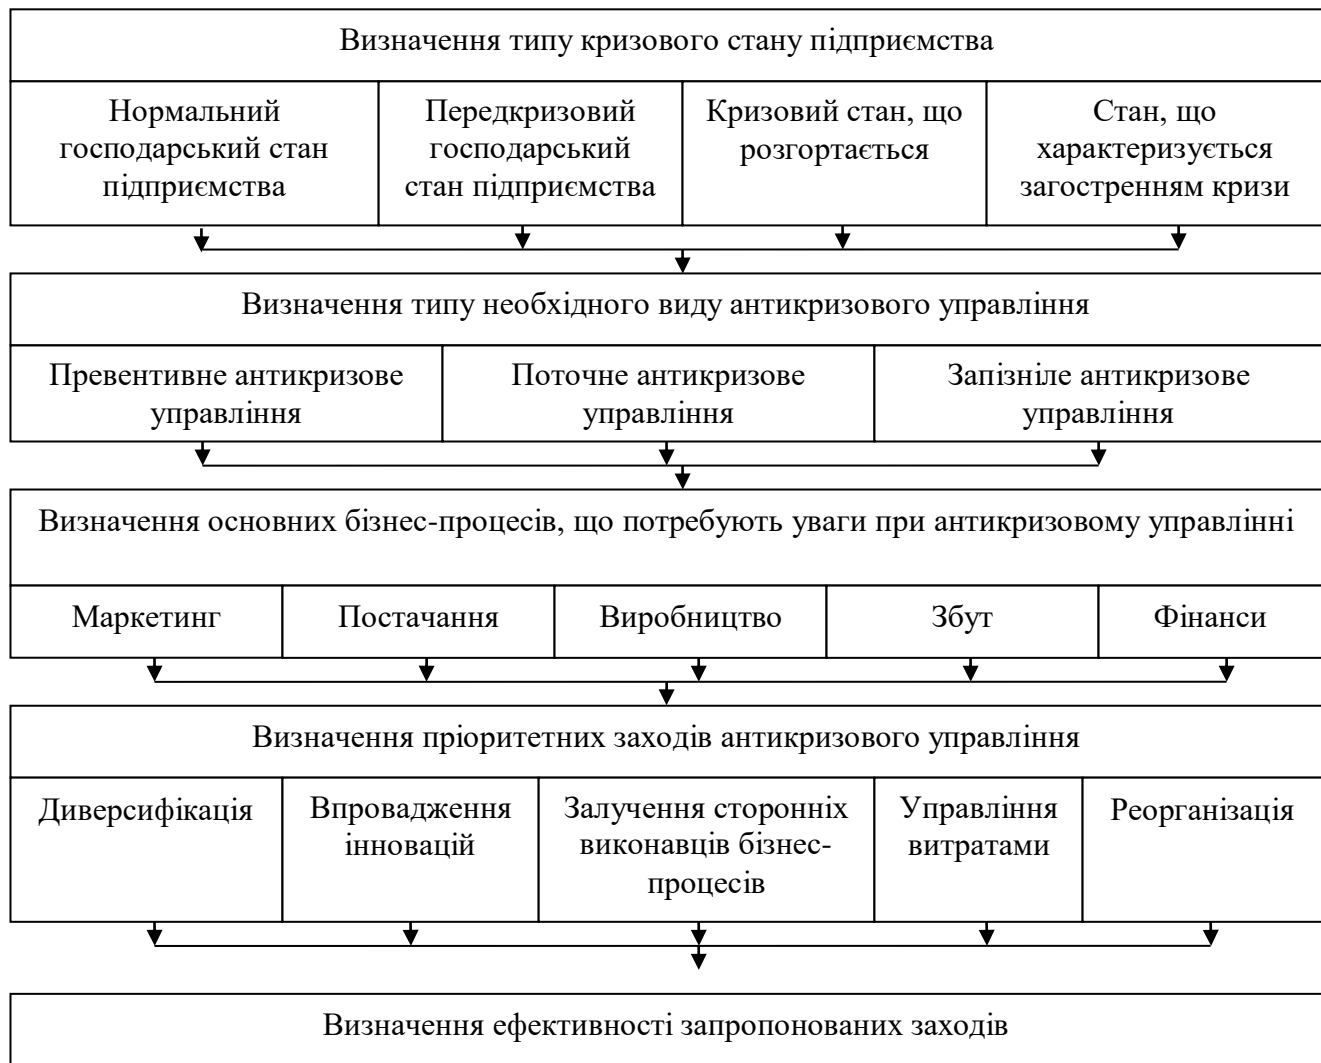 Визначення типу кризового стану підприємства
Нормальний
господарський стан
підприємства
Передкризовий
господарський
стан підприємства
Кризовий стан, що
розгортається
Стан, що
характеризується
загостренням кризи
Визначення типу необхідного виду антикризового управління
Превентивне антикризове
управління
Поточне антикризове
управління
Запізніле антикризове
управління
Визначення основних бізнес-процесів, що потребують уваги при антикризовому управлінні
Маркетинг
Постачання
Виробництво
Збут
Фінанси
Визначення пріоритетних заходів антикризового управління
Диверсифікація
Впровадження
інновацій
Залучення сторонніх
виконавців бізнес-
процесів
Управління
витратами
Реорганізація
Визначення ефективності запропонованих заходів